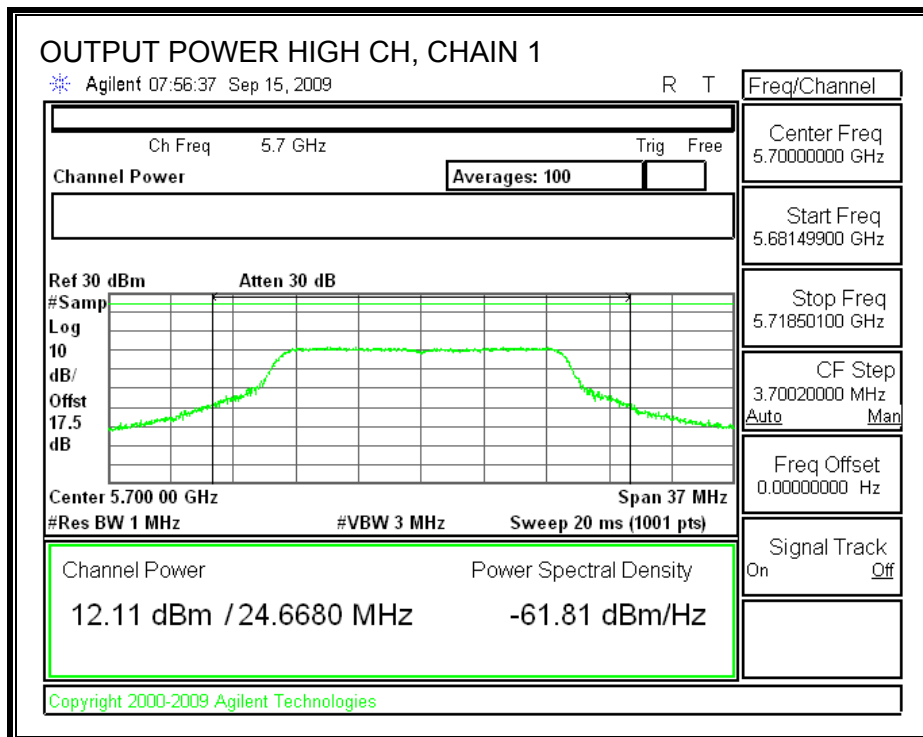 OUTPUT POWER HIGH CH, CHAIN 1
Agilent 07:56:37 Sep 15, 2009 R T
Freq/Channel
Ch Freq 5.7 GHz Trig Free
Channel Power Averages: 100
Center Freq
5.70000000 GHz
Start Freq
5.68149900 GHz
Stop Freq
5.71850100 GHz
CF Step
3.70020000 MHz
Auto Man
Freq Offset
0.00000000 Hz
Signal Track
On Off
Ref 30 dBm Atten 30 dB
#Samp
Log
10
dB/
Offst
17.5
dB
Center 5.700 00 GHz Span 37 MHz
#Res BW 1 MHz #VBW 3 MHz Sweep 20 ms (1001 pts)
Channel Power Power Spectral Density
12.11 dBm / 24.6680 MHz -61.81 dBm/Hz
Copyright 2000-2009 Agilent Technologies